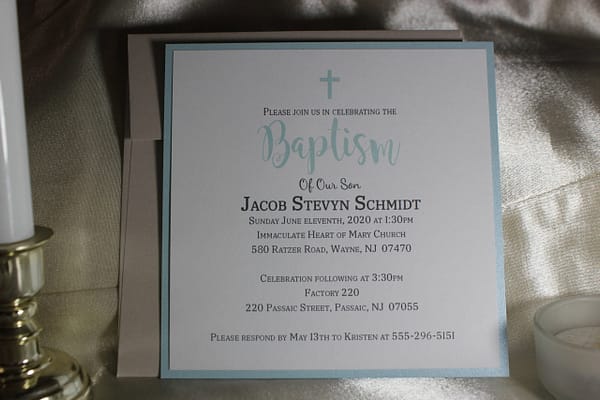 Please join us in celebrating the
Baptism
Of Our Son
Jacob Stevyn Schmidt
Sunday June eleventh, 2020 at 1:30pm
Immaculate Heart of Mary Church
580 Ratzer Road, Wayne, NJ 07470
Celebration following at 3:30pm
Factory 220
220 Passaic Street, Passaic, NJ 07055
Please respond by May 13th to Kristen at 555-296-5151